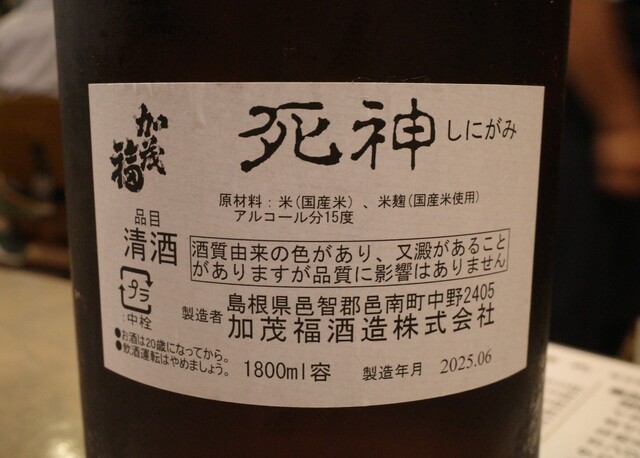 加茂福
死神 しにがみ
原材料:米(国産米)、米麹(国産米使用)
アルコール分15度
品目
清酒
酒質由来の色があり、又澱があること
がありますが品質に影響はありません
プラ
:中栓
製造者
島根県邑智郡邑南町中野2405
加茂福酒造株式会社
●お酒は20歳になってから。
●飲酒運転はやめましょう。
1800ml容
製造年月 2025.06